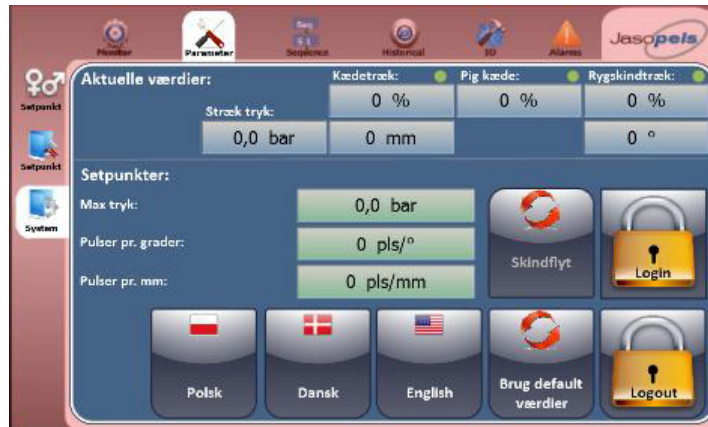 Monitor
Parameter
Sequence
Historical
IO
Alarms
Jasopels
Setpunkt
Setpunkt
System
Aktuelle værdier:
Kædetræk:
Pig kæde:
Rygskindtræk:
0 %
0 %
0 %
Stræk tryk:
0,0 bar
0 mm
0 °
Setpunkter:
Max tryk:
0,0 bar
Pulser pr. grader:
0 pls/°
Pulser pr. mm:
0 pls/mm
Skindflyt
Login
Polsk
Dansk
English
Brug default
værdier
Logout